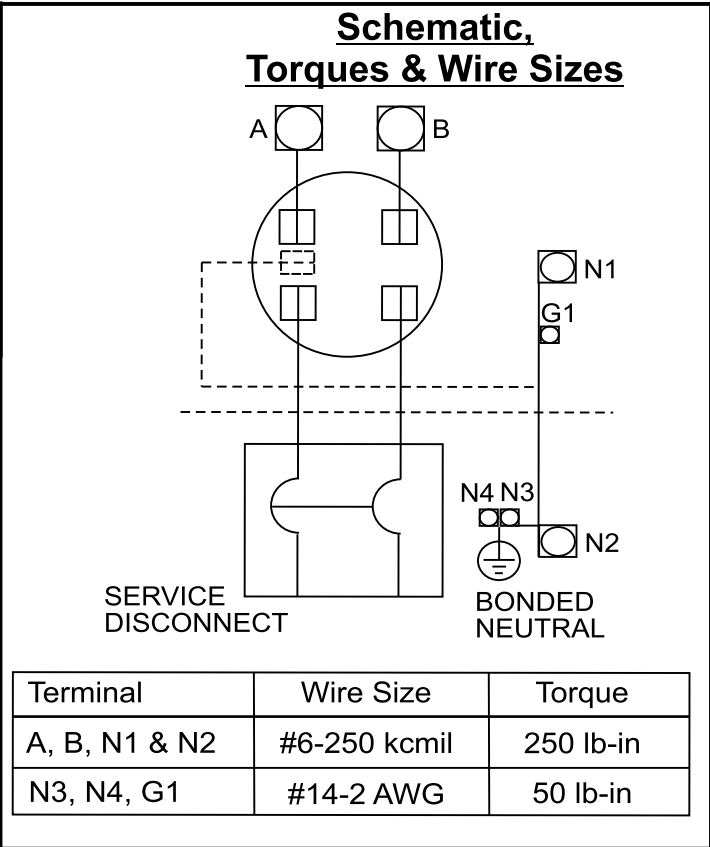 Schematic,
Torques & Wire Sizes
A
B
N1
G1
N4 N3
N2
SERVICE
DISCONNECT
BONDED
NEUTRAL
Terminal Wire Size Torque
A, B, N1 & N2 #6-250 kcmil 250 lb-in
N3, N4, G1 #14-2 AWG 50 lb-in